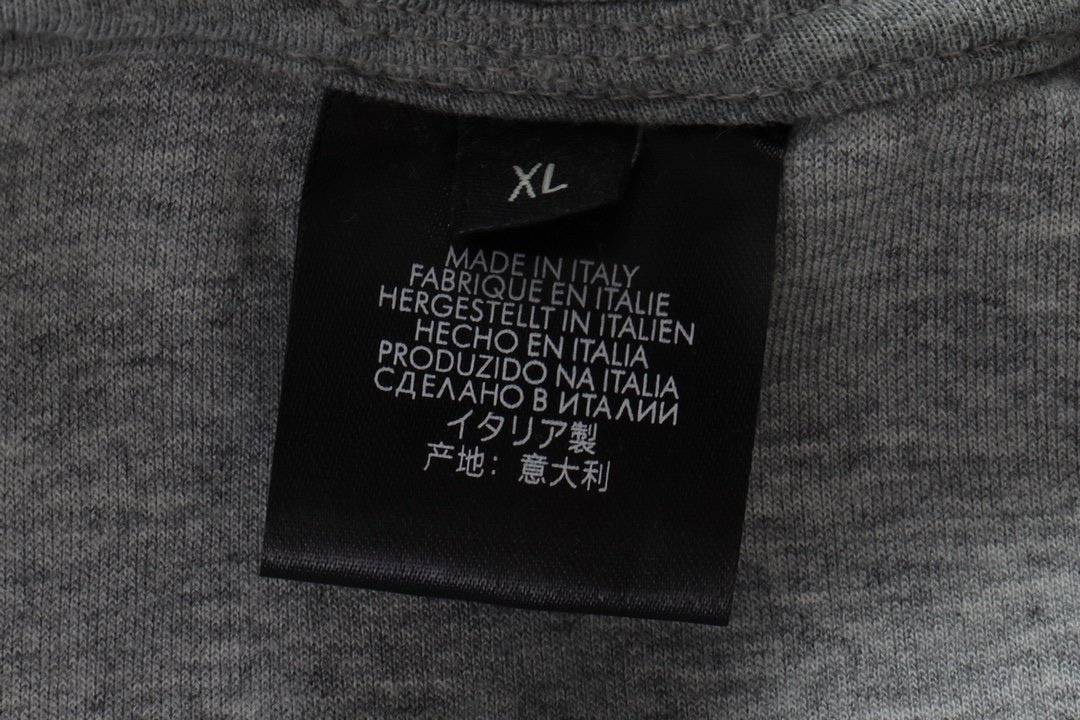 XL
MADE IN ITALY
FABRIQUE EN ITALIE
HERGESTELLT IN ITALIEN
HECHO EN ITALIA
PRODUZIDO NA ITALIA
СДЕЛАНО В ИТАЛИИ
イタリア製
产地：意大利